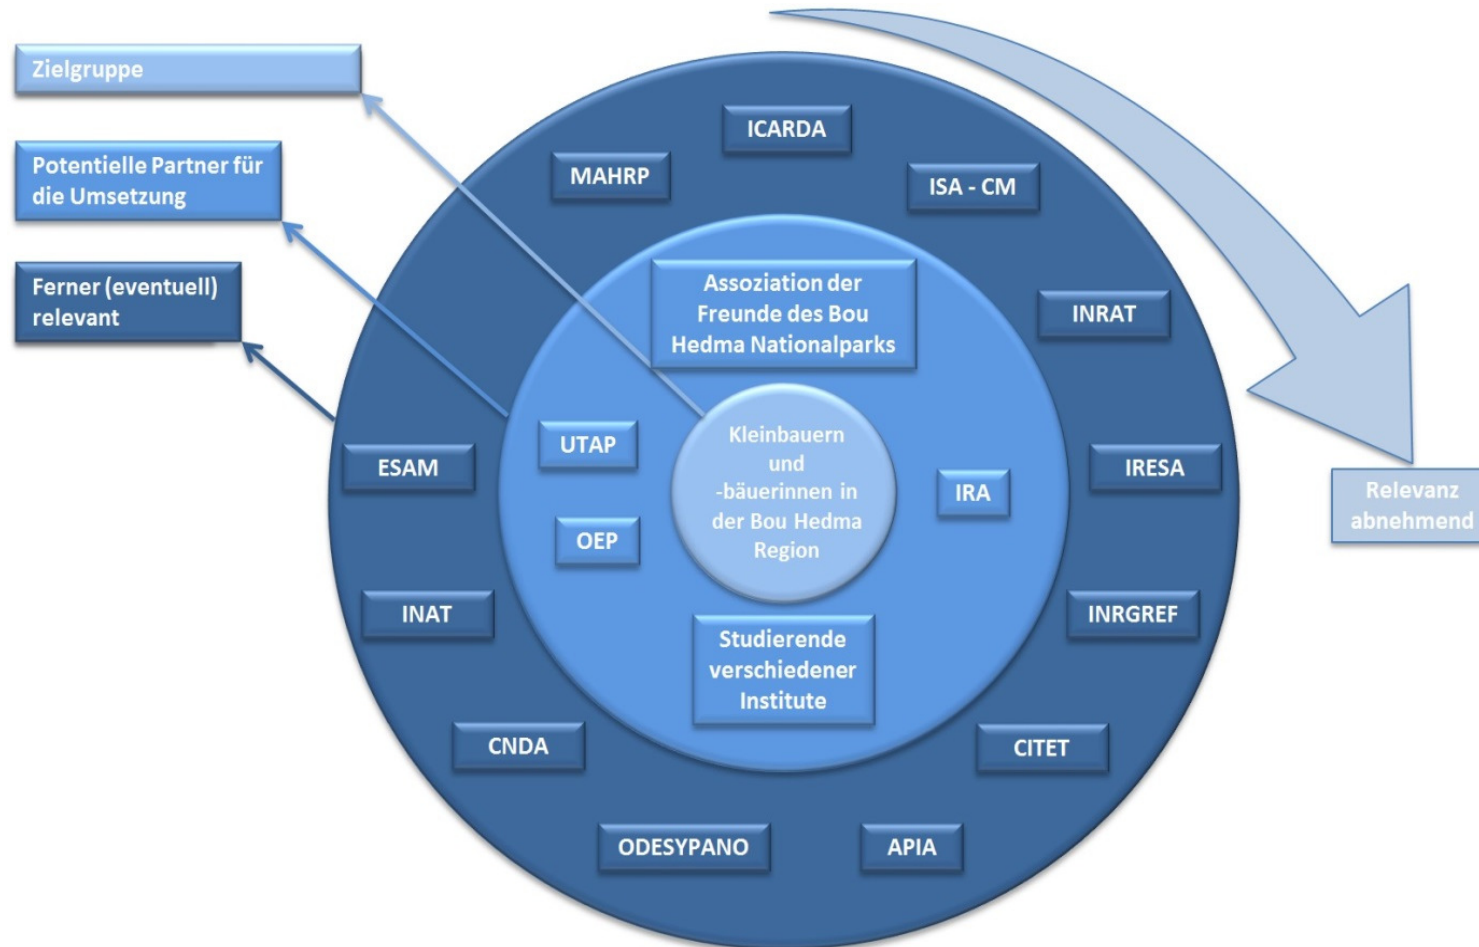 Zielgruppe
Potentielle Partner für
die Umsetzung
Ferner (eventuell)
relevant
ICARDA
MAHRP
ISA - CM
INRAT
Assoziation der
Freunde des Bou
Hedma Nationalparks
UTAP
OEP
Kleinbauern
und
-bäuerinnen in
der Bou Hedma
Region
IRA
Studierende
verschiedener
Institute
ESAM
IRESA
INAT
INRGREF
CNDA
CITET
ODESYPANO
APIA
Relevanz
abnehmend